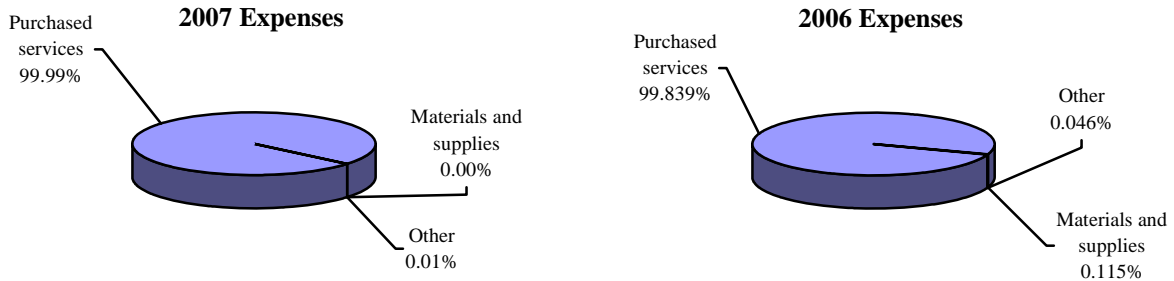 2007 Expenses
Purchased
services
99.99%
Materials and
supplies
0.00%
Other
0.01%
2006 Expenses
Purchased
services
99.839%
Other
0.046%
Materials and
supplies
0.115%